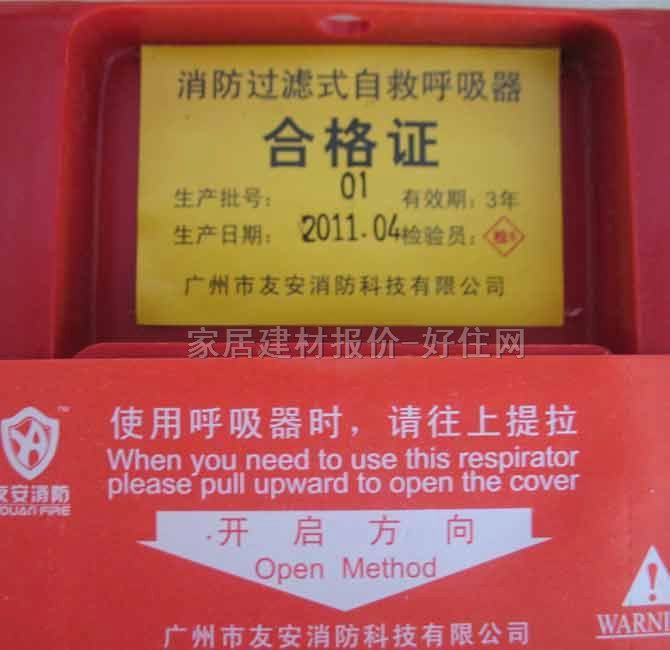 消防过滤式自救呼吸器
合格证
生产批号: 01 有效期: 3年
生产日期: 2011.04 检验员:
广州市友安消防科技有限公司
家居建材报价-好住网
使用呼吸器时，请往上提拉
When you need to use this respirator
please pull upward to open the cover
TM
友安消防
YOUAN FIRE
开启方向
Open Method
WARNI
广州市友安消防科技有限公司